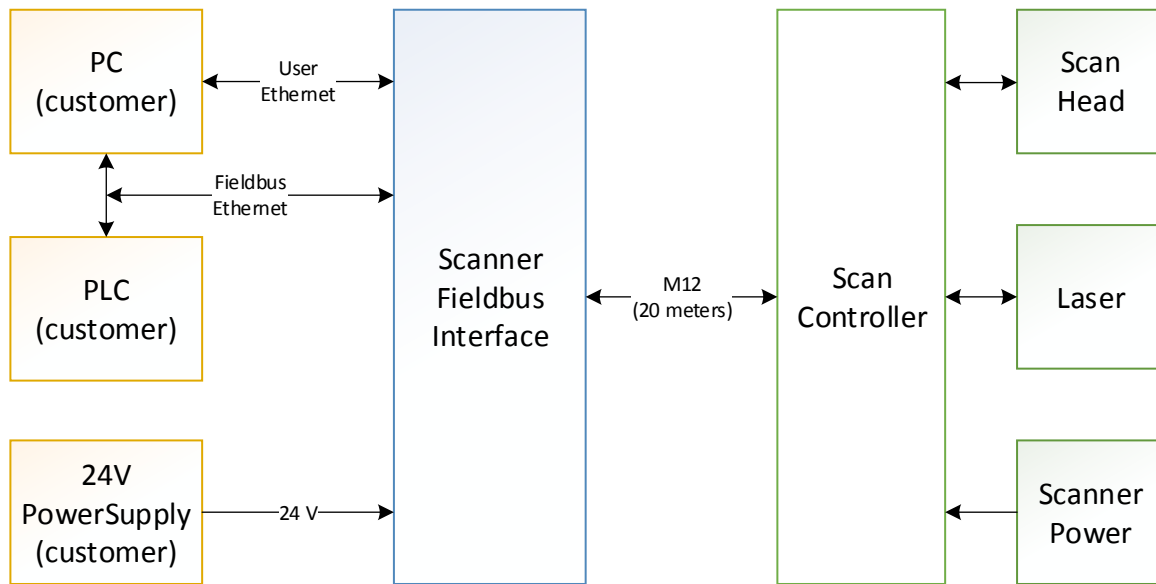 PC
(customer)
User
Ethernet
Fieldbus
Ethernet
PLC
(customer)
24V
PowerSupply
(customer)
24 V
Scanner
Fieldbus
Interface
M12
(20 meters)
Scan
Controller
Scan
Head
Laser
Scanner
Power